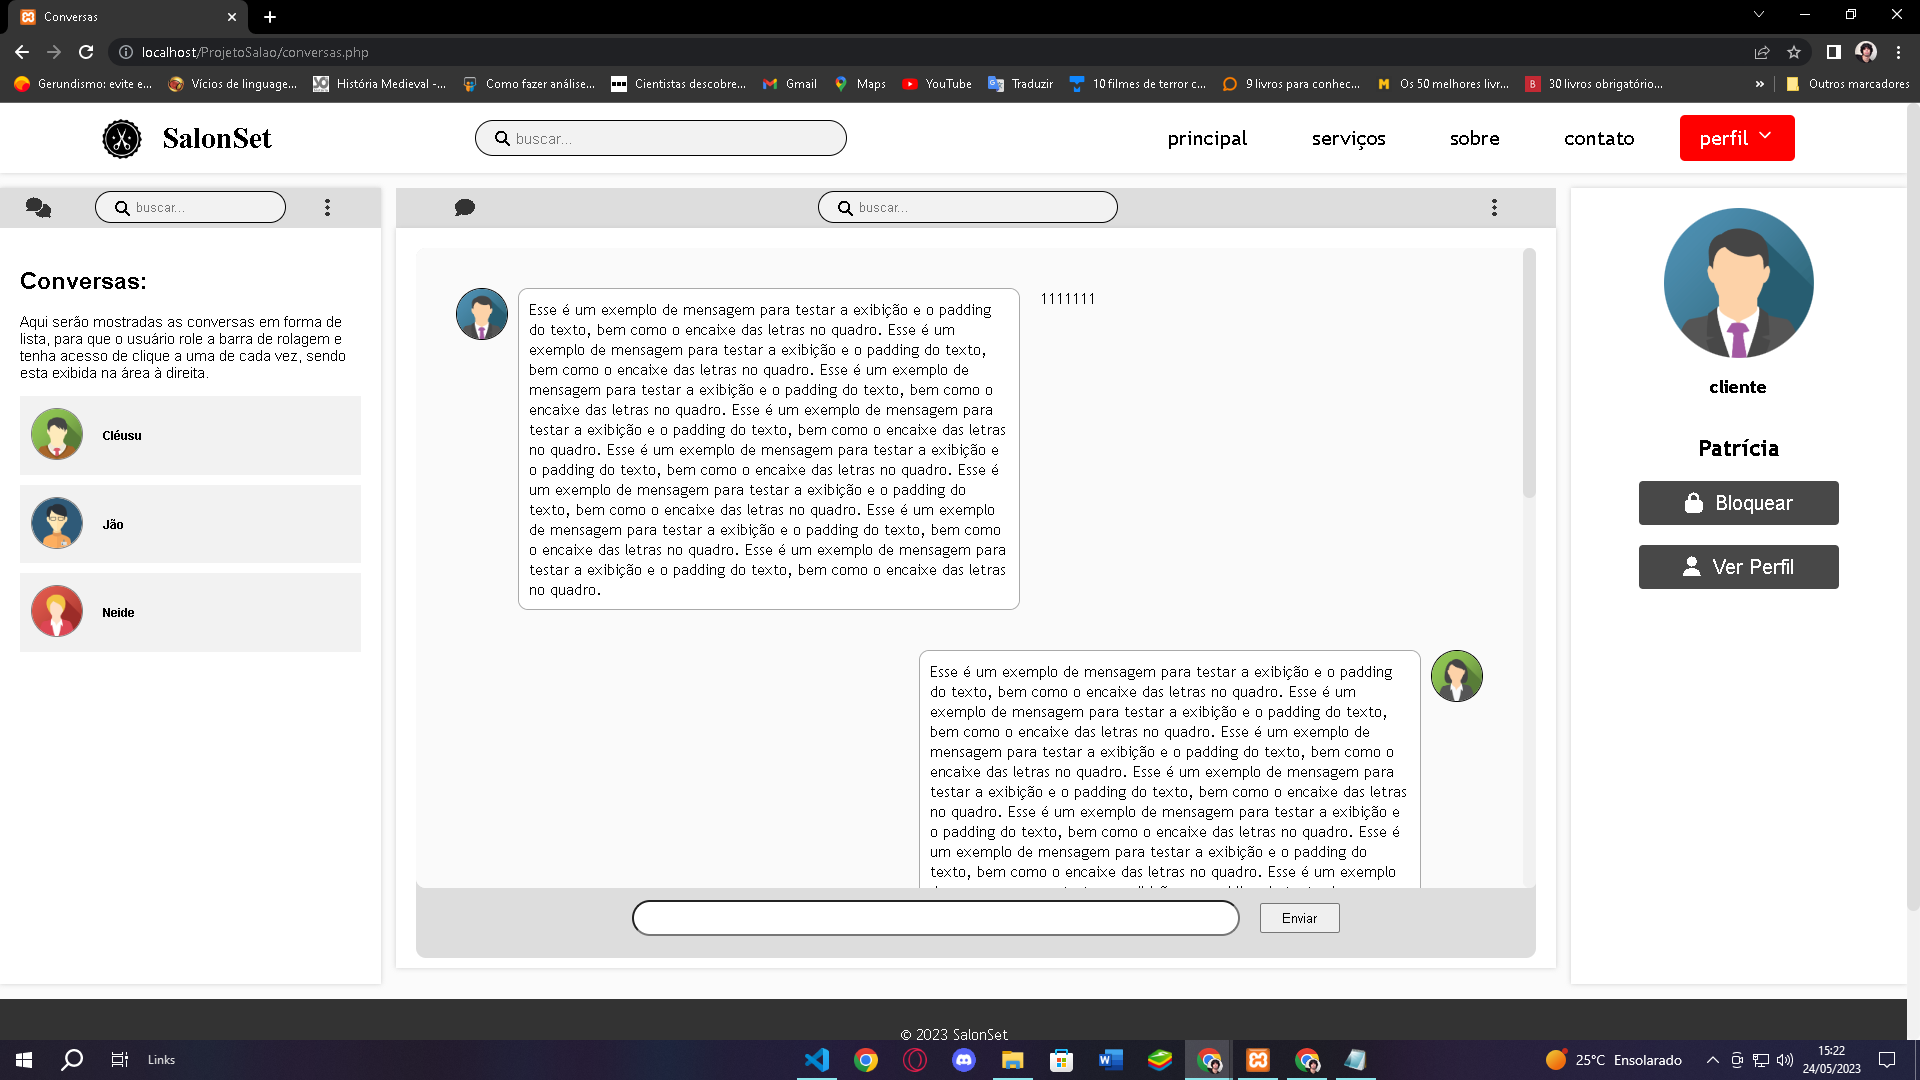 Conversas
localhost/ProjetoSalao/conversas.php
Gerundismo: evite e...
Vícios de linguage...
História Medieval -...
Como fazer análise...
Cientistas descobre...
Gmail
Maps
YouTube
Traduzir
10 filmes de terror c...
9 livros para conhec...
Os 50 melhores livr...
30 livros obrigatório...
»
Outros marcadores
SalonSet
buscar...
principal
serviços
sobre
contato
perfil
buscar...
Conversas:
Aqui serão mostradas as conversas em forma de
lista, para que o usuário role a barra de rolagem e
tenha acesso de clique a uma de cada vez, sendo
esta exibida na área à direita.
Cléusu
Jão
Neide
buscar...
Esse é um exemplo de mensagem para testar a exibição e o padding
do texto, bem como o encaixe das letras no quadro. Esse é um
exemplo de mensagem para testar a exibição e o padding do texto,
bem como o encaixe das letras no quadro. Esse é um exemplo de
mensagem para testar a exibição e o padding do texto, bem como o
encaixe das letras no quadro. Esse é um exemplo de mensagem para
testar a exibição e o padding do texto, bem como o encaixe das letras
no quadro. Esse é um exemplo de mensagem para testar a exibição e
o padding do texto, bem como o encaixe das letras no quadro. Esse é
um exemplo de mensagem para testar a exibição e o padding do
texto, bem como o encaixe das letras no quadro. Esse é um exemplo
de mensagem para testar a exibição e o padding do texto, bem como
o encaixe das letras no quadro. Esse é um exemplo de mensagem para
testar a exibição e o padding do texto, bem como o encaixe das letras
no quadro.
1111111
Esse é um exemplo de mensagem para testar a exibição e o padding
do texto, bem como o encaixe das letras no quadro. Esse é um
exemplo de mensagem para testar a exibição e o padding do texto,
bem como o encaixe das letras no quadro. Esse é um exemplo de
mensagem para testar a exibição e o padding do texto, bem como o
encaixe das letras no quadro. Esse é um exemplo de mensagem para
testar a exibição e o padding do texto, bem como o encaixe das letras
no quadro. Esse é um exemplo de mensagem para testar a exibição e
o padding do texto, bem como o encaixe das letras no quadro. Esse é
um exemplo de mensagem para testar a exibição e o padding do
texto, bem como o encaixe das letras no quadro. Esse é um exemplo
Enviar
cliente
Patrícia
Bloquear
Ver Perfil
© 2023 SalonSet
Links
25°C Ensolarado
15:22
24/05/2023